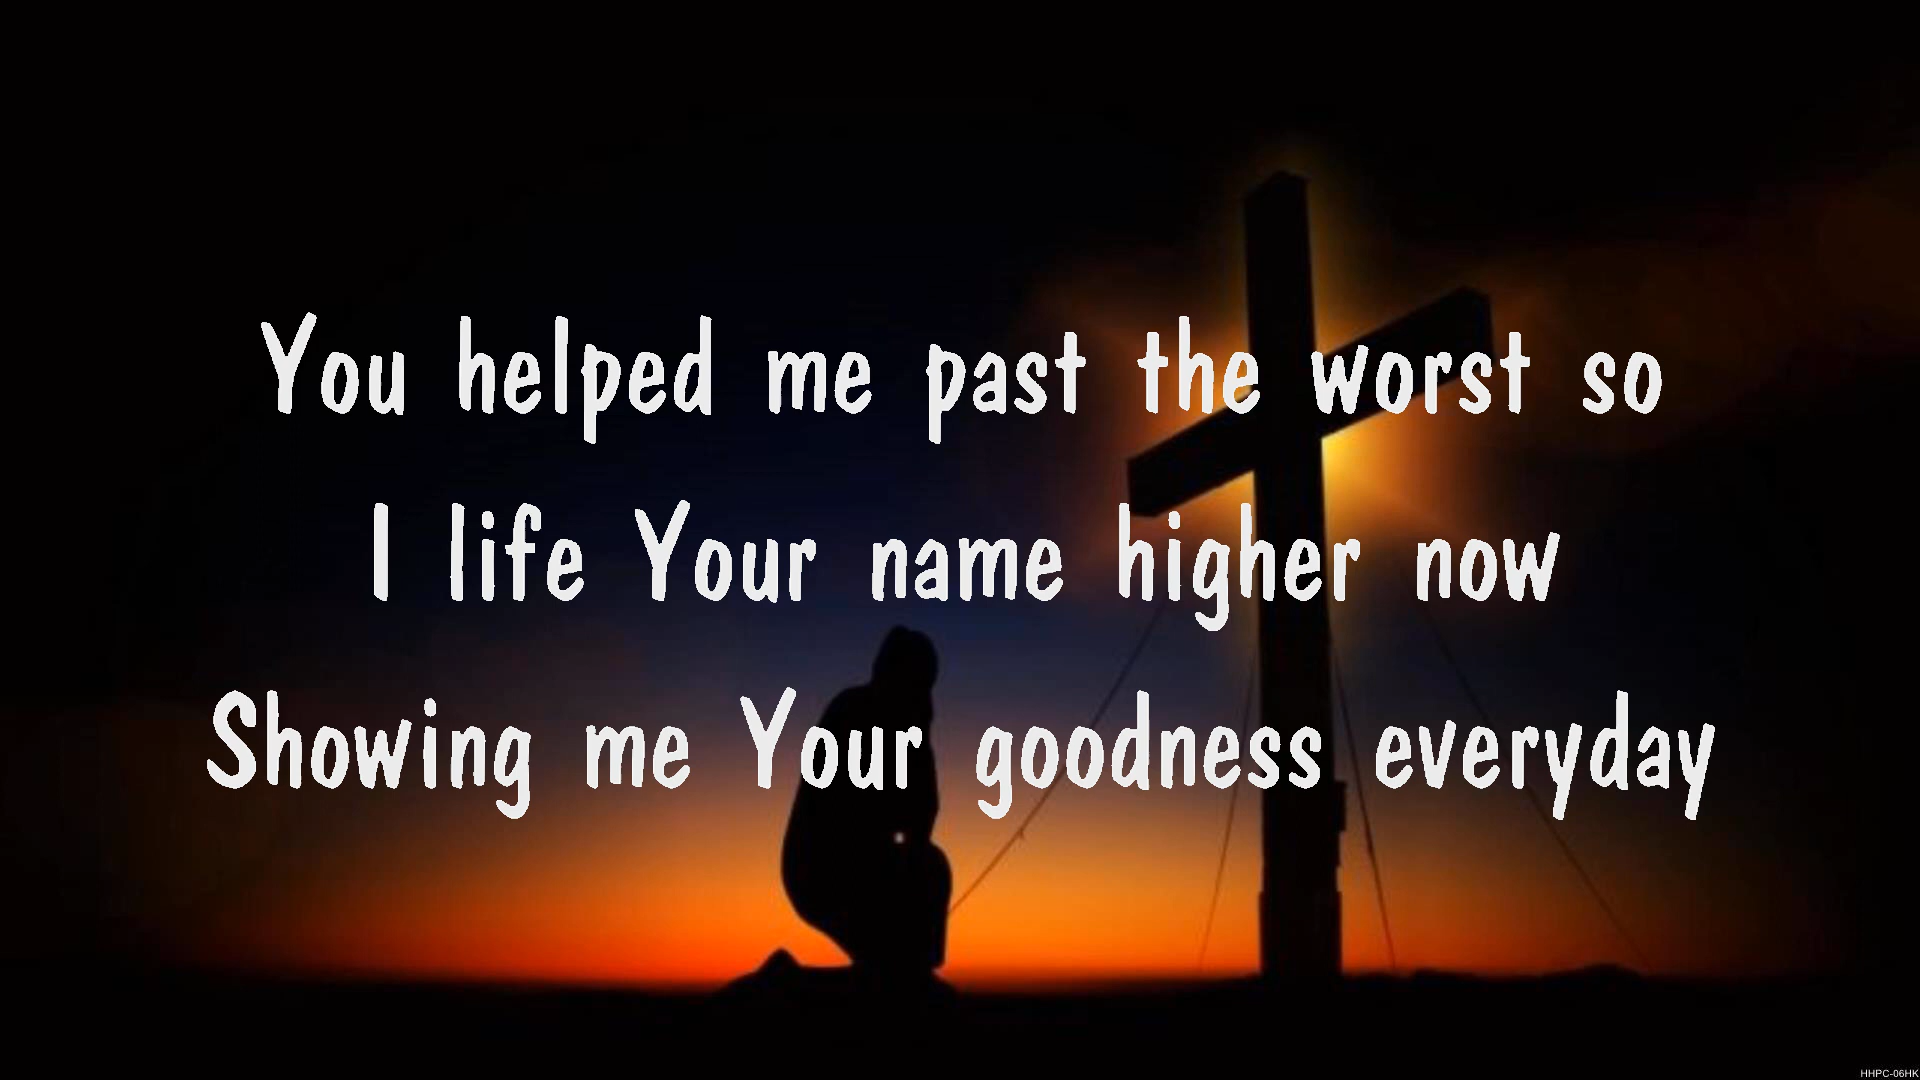 You helped me past the worst so
I life Your name higher now
Showing me Your goodness everyday
HHPC-06HK